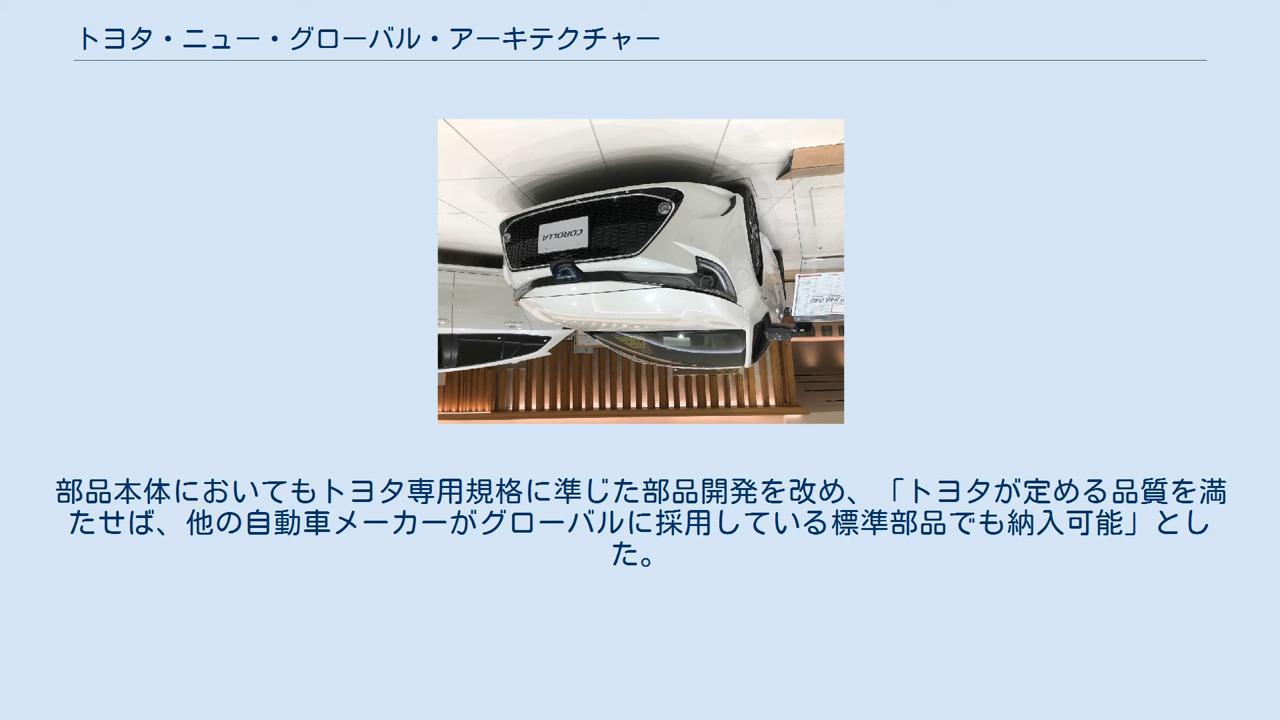 トヨタ・ニュー・グローバル・アーキテクチャー
COROLLA
部品本体においてもトヨタ専用規格に準じた部品開発を改め、「トヨタが定める品質を満
たせば、他の自動車メーカーがグローバルに採用している標準部品でも納入可能」とし
た。